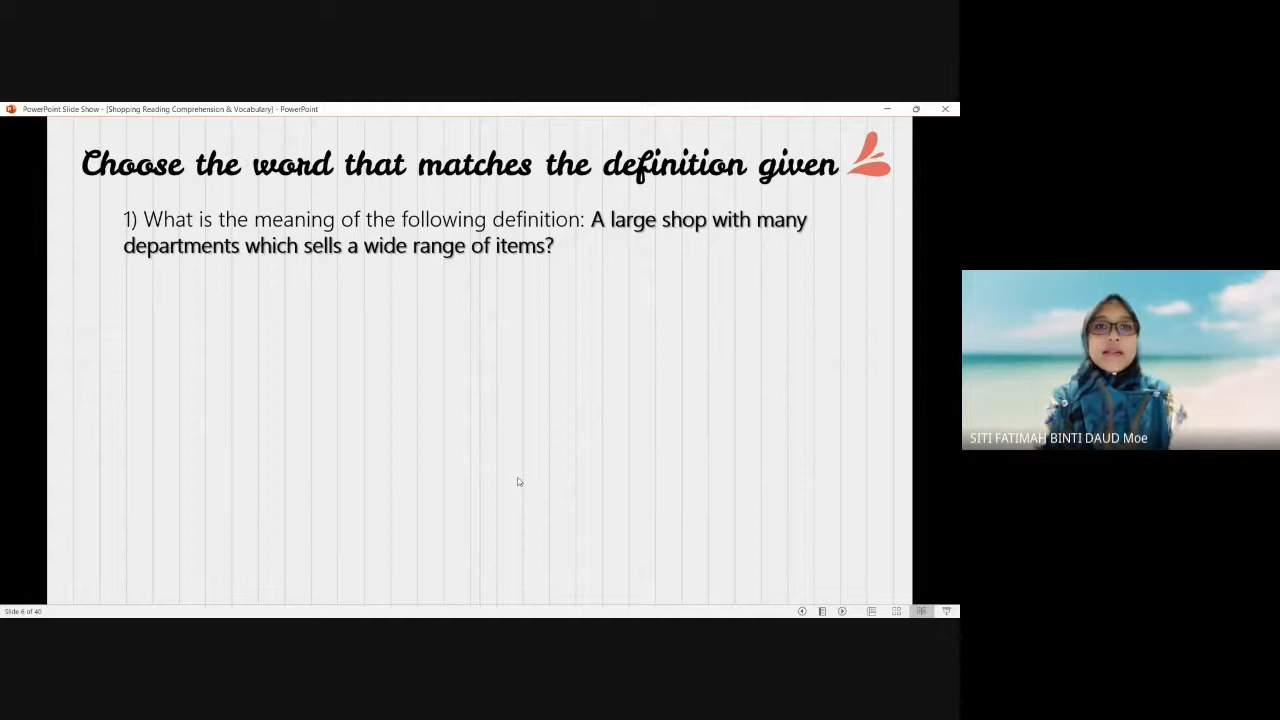 PowerPoint Slide Show - [Shopping Reading Comprehension & Vocabulary] - PowerPoint
Choose the word that matches the definition given
1) What is the meaning of the following definition: A large shop with many
departments which sells a wide range of items?
SITI FATIMAH BINTI DAUD Moe
Slide 6 of 40